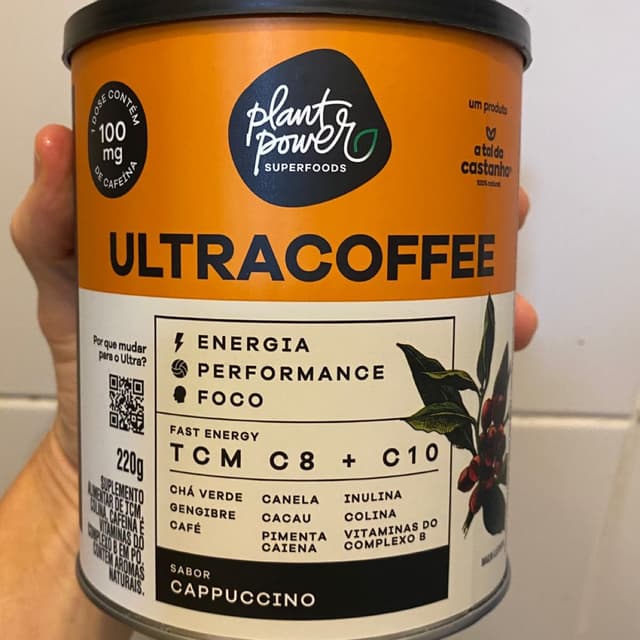 1 DOSE CONTÉM
100
mg
DE CAFEÍNA
plant
power
SUPERFOODS
um produto
a tal da
castanha
100% natural
ULTRACOFFEE
Por que mudar
para o Ultra?
ENERGIA
PERFORMANCE
FOCO
FAST ENERGY
TCM C8 + C10
CHÁ VERDE
GENGIBRE
CAFÉ
CANELA
CACAU
PIMENTA
CAIENA
INULINA
COLINA
VITAMINAS DO
COMPLEXO B
220g
SUPLEMENTO
ALIMENTAR DE TCM,
COLINA, CAFEÍNA E
VITAMINAS DO
COMPLEXO B EM PÓ.
CONTÉM AROMAS
NATURAIS.
SABOR
CAPPUCCINO